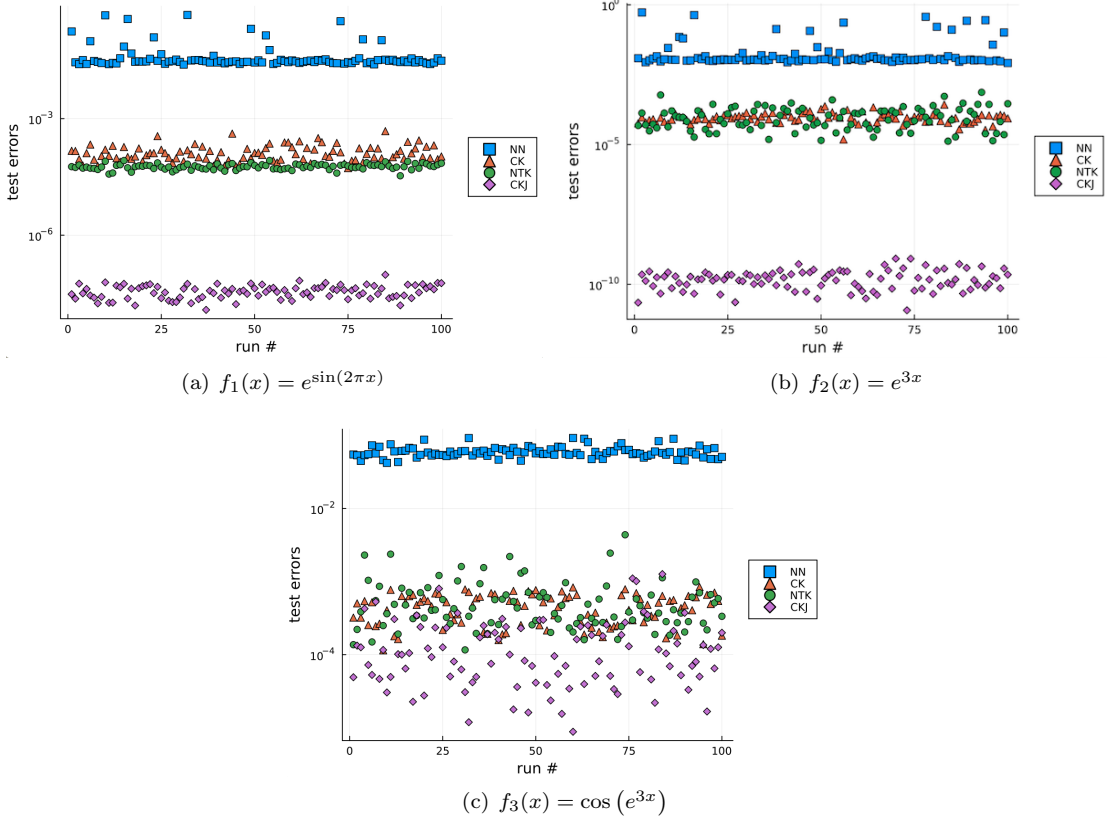 test errors
10^{-3}
10^{-6}
0
25
50
75
100
run #
NN
CK
NTK
CKJ
(a) f_1(x) = e^{\sin(2\pi x)}
test errors
10^0
10^{-5}
10^{-10}
0
25
50
75
100
run #
NN
CK
NTK
CKJ
(b) f_2(x) = e^{3x}
test errors
10^{-2}
10^{-4}
0
25
50
75
100
run #
NN
CK
NTK
CKJ
(c) f_3(x) = \cos(e^{3x})